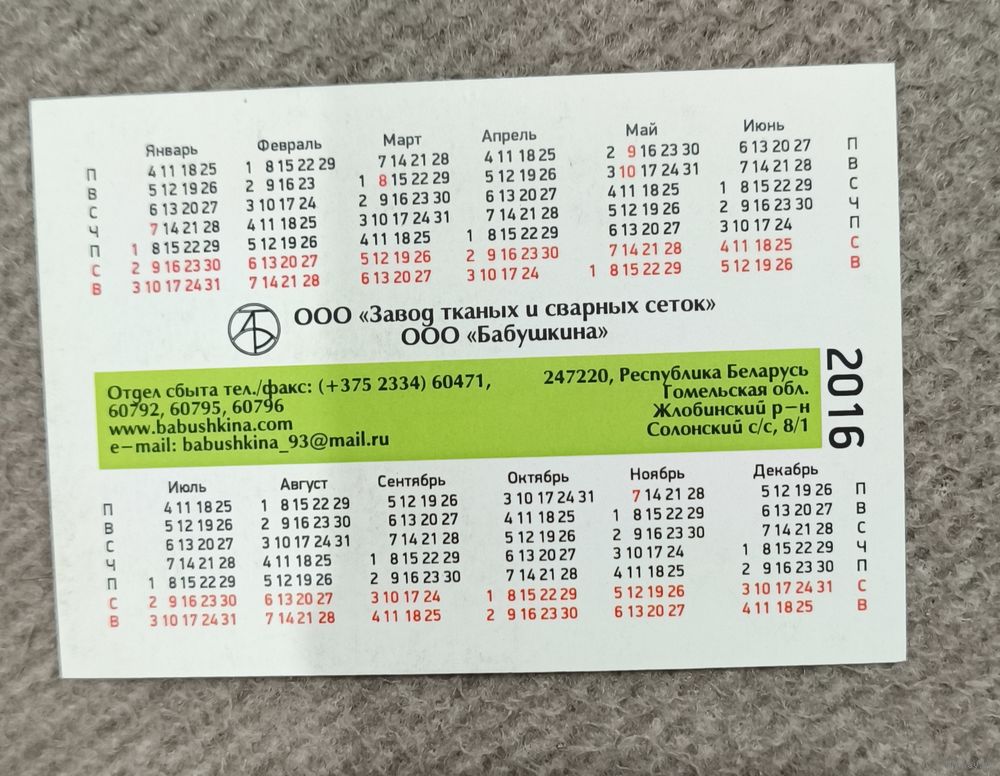 Январь Февраль Март Апрель Май Июнь
П 4 11 18 25 1 8 15 22 29 7 14 21 28 4 11 18 25 2 9 16 23 30 6 13 20 27 П
В 5 12 19 26 2 9 16 23 1 8 15 22 29 5 12 19 26 3 10 17 24 31 7 14 21 28 В
С 6 13 20 27 3 10 17 24 2 9 16 23 30 6 13 20 27 4 11 18 25 1 8 15 22 29 С
Ч 7 14 21 28 4 11 18 25 3 10 17 24 31 7 14 21 28 5 12 19 26 2 9 16 23 30 Ч
П 1 8 15 22 29 5 12 19 26 4 11 18 25 1 8 15 22 29 6 13 20 27 3 10 17 24 П
С 2 9 16 23 30 6 13 20 27 5 12 19 26 2 9 16 23 30 7 14 21 28 4 11 18 25 С
В 3 10 17 24 31 7 14 21 28 6 13 20 27 3 10 17 24 1 8 15 22 29 5 12 19 26 В
ООО «Завод тканых и сварных сеток»
ООО «Бабушкина»
Отдел сбыта тел./факс: (+375 2334) 60471,
60792, 60795, 60796
www.babushkina.com
e-mail: babushkina_93@mail.ru
247220, Республика Беларусь
Гомельская обл.
Жлобинский р-н
Солонский с/с, 8/1
2016
Июль Август Сентябрь Октябрь Ноябрь Декабрь
П 4 11 18 25 1 8 15 22 29 5 12 19 26 3 10 17 24 31 7 14 21 28 5 12 19 26 П
В 5 12 19 26 2 9 16 23 30 6 13 20 27 4 11 18 25 1 8 15 22 29 6 13 20 27 В
С 6 13 20 27 3 10 17 24 31 7 14 21 28 5 12 19 26 2 9 16 23 30 7 14 21 28 С
Ч 7 14 21 28 4 11 18 25 1 8 15 22 29 6 13 20 27 3 10 17 24 1 8 15 22 29 Ч
П 1 8 15 22 29 5 12 19 26 2 9 16 23 30 7 14 21 28 4 11 18 25 2 9 16 23 30 П
С 2 9 16 23 30 6 13 20 27 3 10 17 24 1 8 15 22 29 5 12 19 26 3 10 17 24 31 С
В 3 10 17 24 31 7 14 21 28 4 11 18 25 2 9 16 23 30 6 13 20 27 4 11 18 25 В